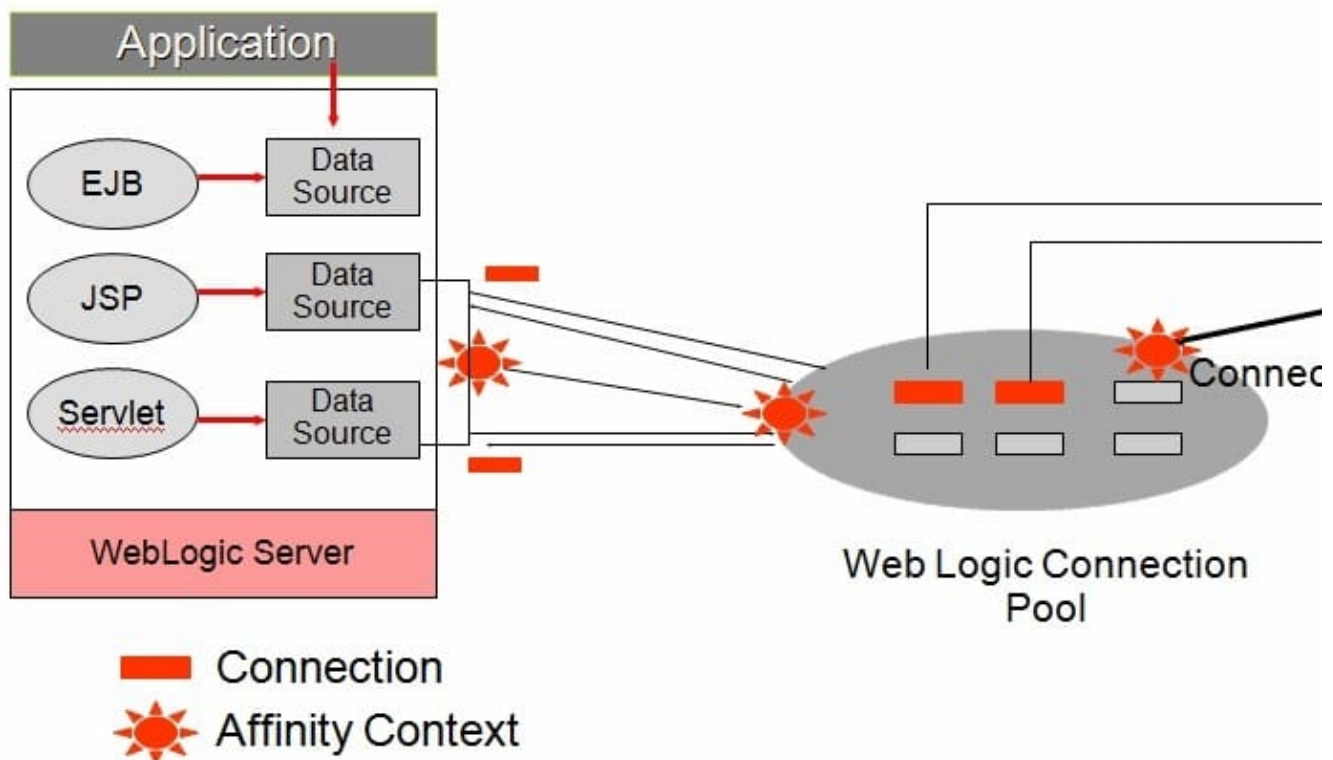 Application
EJB
Data
Source
JSP
Data
Source
Servlet
Data
Source
WebLogic Server
Connec
Web Logic Connection
Pool
Connection
Affinity Context